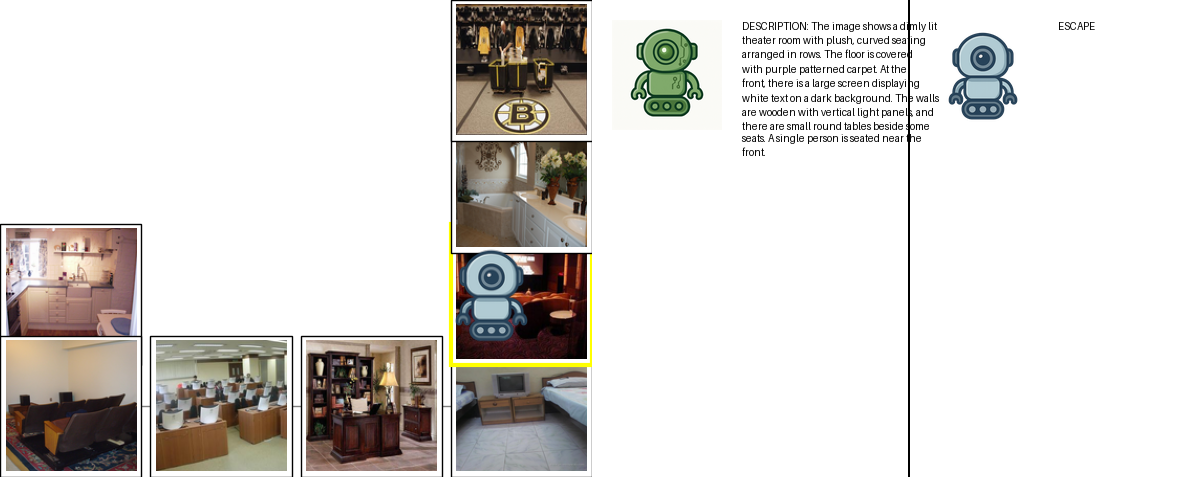 DESCRIPTION: The image shows a dimly lit
theater room with plush, curved seating
arranged in rows. The floor is covered
with purple patterned carpet. At the
front, there is a large screen displaying
white text on a dark background. The walls
are wooden with vertical light panels, and
there are small round tables beside some
seats. A single person is seated near the
front.
ESCAPE
B